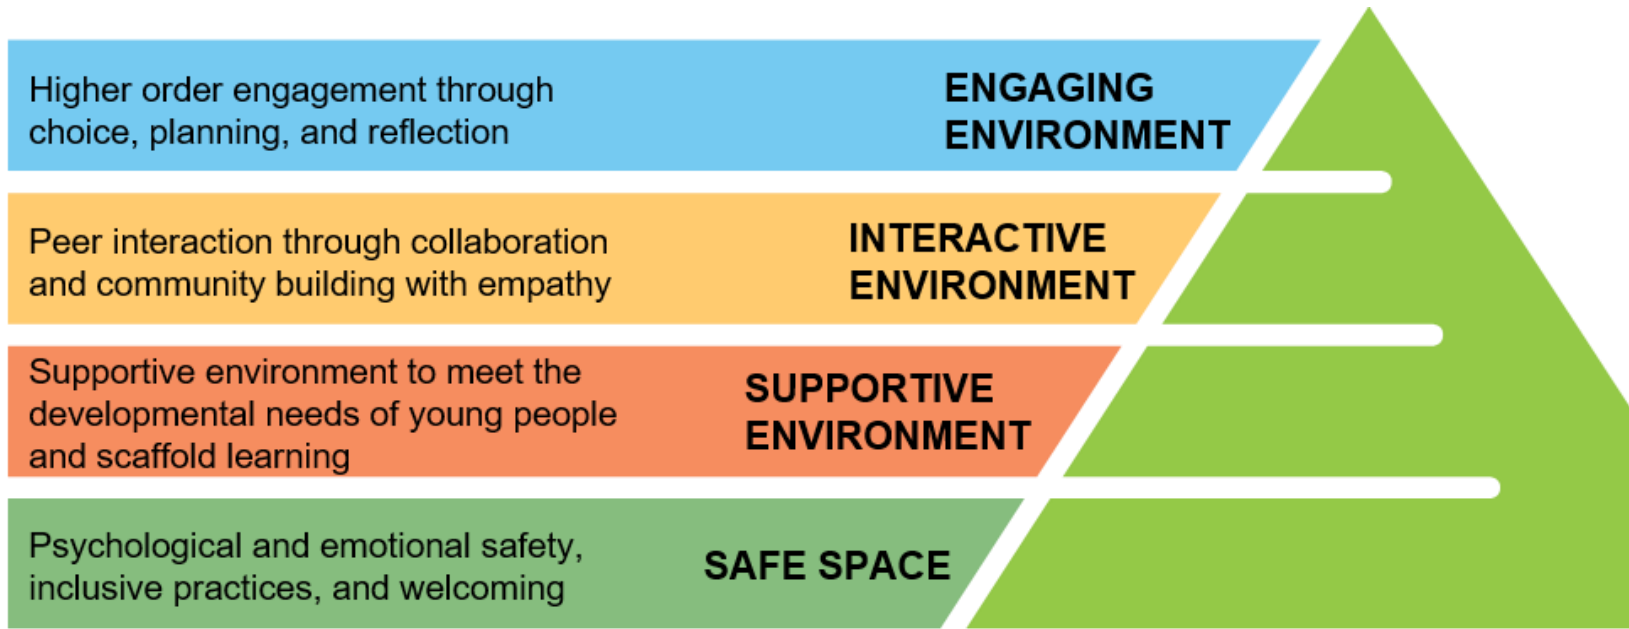 Higher order engagement through
choice, planning, and reflection
ENGAGING
ENVIRONMENT
Peer interaction through collaboration
and community building with empathy
INTERACTIVE
ENVIRONMENT
Supportive environment to meet the
developmental needs of young people
and scaffold learning
SUPPORTIVE
ENVIRONMENT
Psychological and emotional safety,
inclusive practices, and welcoming
SAFE SPACE